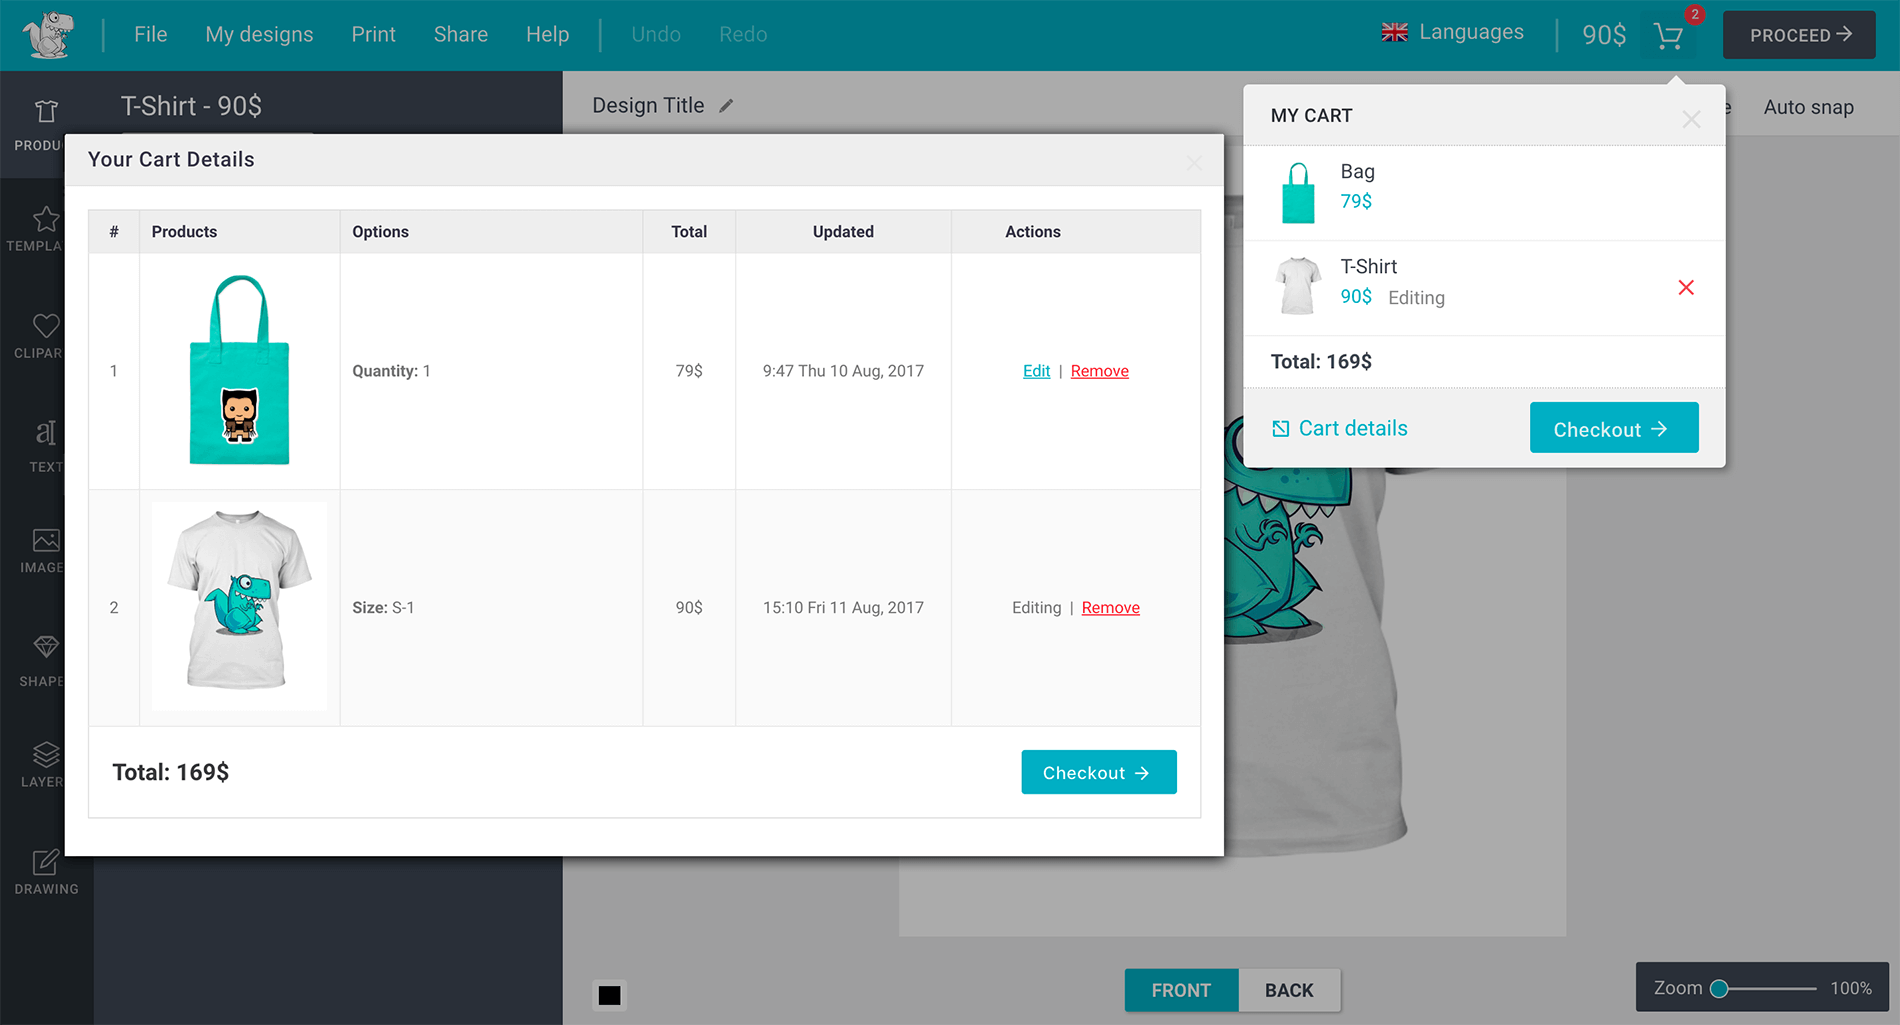 File
My designs
Print
Share
Help
Undo
Redo
Languages
90$
2
PROCEED
T-Shirt - 90$
Design Title
Auto snap
PRODU
TEMPLA
CLIPAR
TEXT
IMAGE
SHAPE
LAYER
DRAWING
Your Cart Details
# Products Options Total Updated Actions
1 Quantity: 1 79$ 9:47 Thu 10 Aug, 2017 Edit | Remove
2 Size: S-1 90$ 15:10 Fri 11 Aug, 2017 Editing | Remove
Total: 169$
Checkout
MY CART
Bag
79$
T-Shirt
90$ Editing
Total: 169$
Cart details
Checkout
FRONT
BACK
Zoom
100%